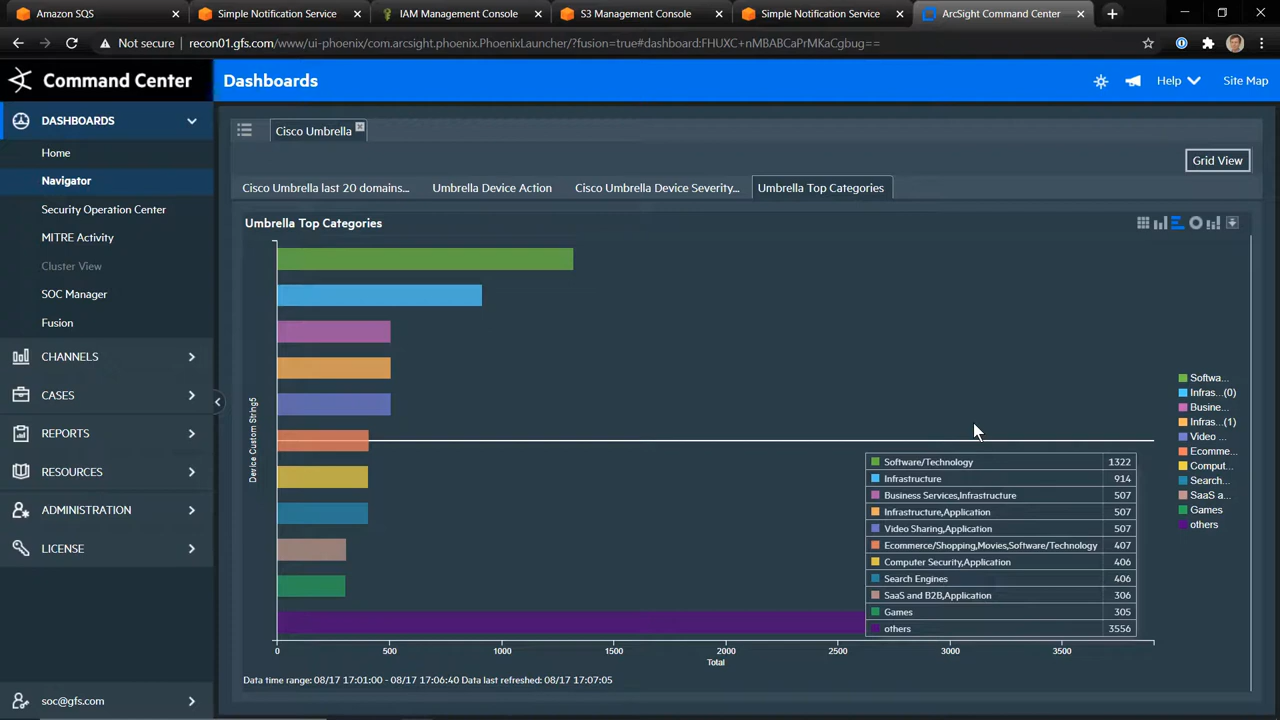 Amazon SQS
Simple Notification Service
IAM Management Console
S3 Management Console
Simple Notification Service
ArcSight Command Center
Not secure
recon01.gfs.com/www/ui-phoenix/com.arcsight.phoenix.PhoenixLauncher/?fusion=true#dashboard:FHUXC+nMBABCaPrMKaCgbug==
Command Center
Dashboards
Help
Site Map
DASHBOARDS
Home
Navigator
Security Operation Center
MITRE Activity
Cluster View
SOC Manager
Fusion
CHANNELS
CASES
REPORTS
RESOURCES
ADMINISTRATION
LICENSE
soc@gfs.com
Cisco Umbrella
Grid View
Cisco Umbrella last 20 domains...
Umbrella Device Action
Cisco Umbrella Device Severity...
Umbrella Top Categories
Umbrella Top Categories
Device Custom String5
Softwa...
Infras...(0)
Busine...
Infras...(1)
Video ...
Ecomme...
Comput...
Search...
SaaS a...
Games
others
Software/Technology 1322
Infrastructure 914
Business Services,Infrastructure 507
Infrastructure,Application 507
Video Sharing,Application 507
Ecommerce/Shopping,Movies,Software/Technology 407
Computer Security,Application 406
Search Engines 406
SaaS and B2B,Application 306
Games 305
others 3556
0 500 1000 1500 2000 2500 3000 3500
Total
Data time range: 08/17 17:01:00 - 08/17 17:06:40 Data last refreshed: 08/17 17:07:05